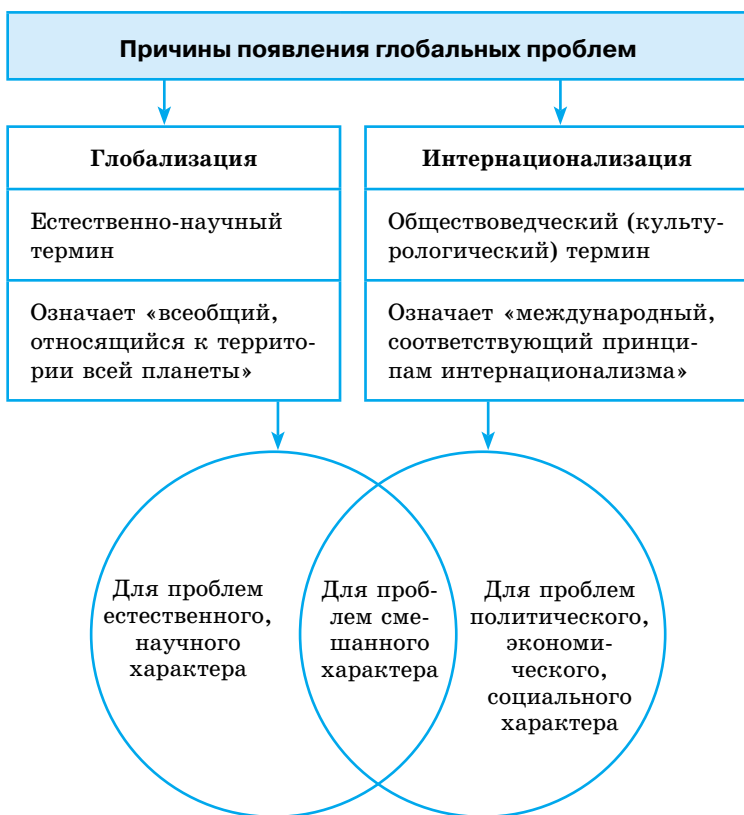 Причины появления глобальных проблем
Глобализация
Естественно-научный
термин
Означает «всеобщий,
относящийся к террито-
рии всей планеты»
Интернационализация
Обществоведческий (культу-
рологический) термин
Означает «международный,
соответствующий принци-
пам интернационализма»
Для проблем
естественного,
научного
характера
Для проб-
лем сме-
шанного
характера
Для проблем
политического,
экономи-
ческого,
социального
характера